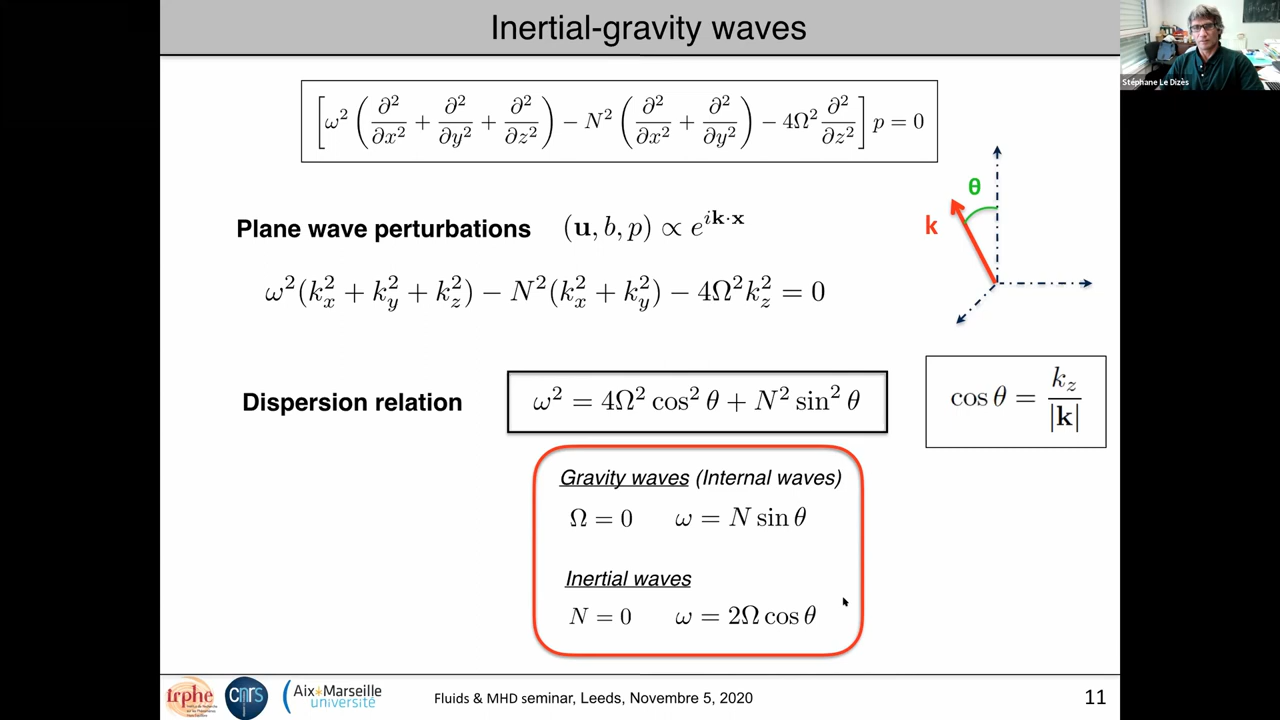 Inertial-gravity waves
Stéphane Le Dizès
[ω² (∂²/∂x² + ∂²/∂y² + ∂²/∂z²) − N² (∂²/∂x² + ∂²/∂y²) − 4Ω² ∂²/∂z²] p = 0
θ
k
Plane wave perturbations (u, b, p) ∝ e^{ik·x}
ω²(k_x² + k_y² + k_z²) − N²(k_x² + k_y²) − 4Ω²k_z² = 0
Dispersion relation ω² = 4Ω² cos² θ + N² sin² θ
cos θ = k_z/|k|
Gravity waves (Internal waves)
Ω = 0 ω = N sin θ
Inertial waves
N = 0 ω = 2Ω cos θ
irphe
cnrs
Aix*Marseille
université
Fluids & MHD seminar, Leeds, Novembre 5, 2020
11